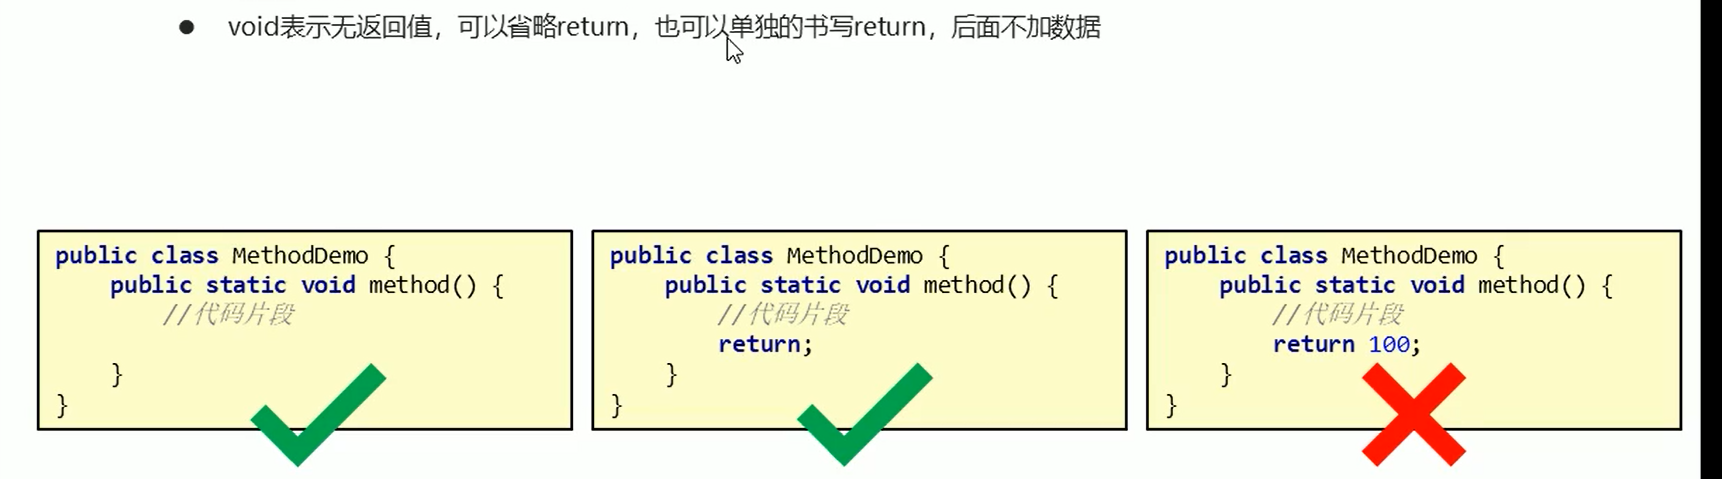 ● void表示无返回值，可以省略return，也可以单独的书写return，后面不加数据
public class MethodDemo {
public static void method() {
//代码片段
}
}
public class MethodDemo {
public static void method() {
//代码片段
return;
}
}
public class MethodDemo {
public static void method() {
//代码片段
return 100;
}
}